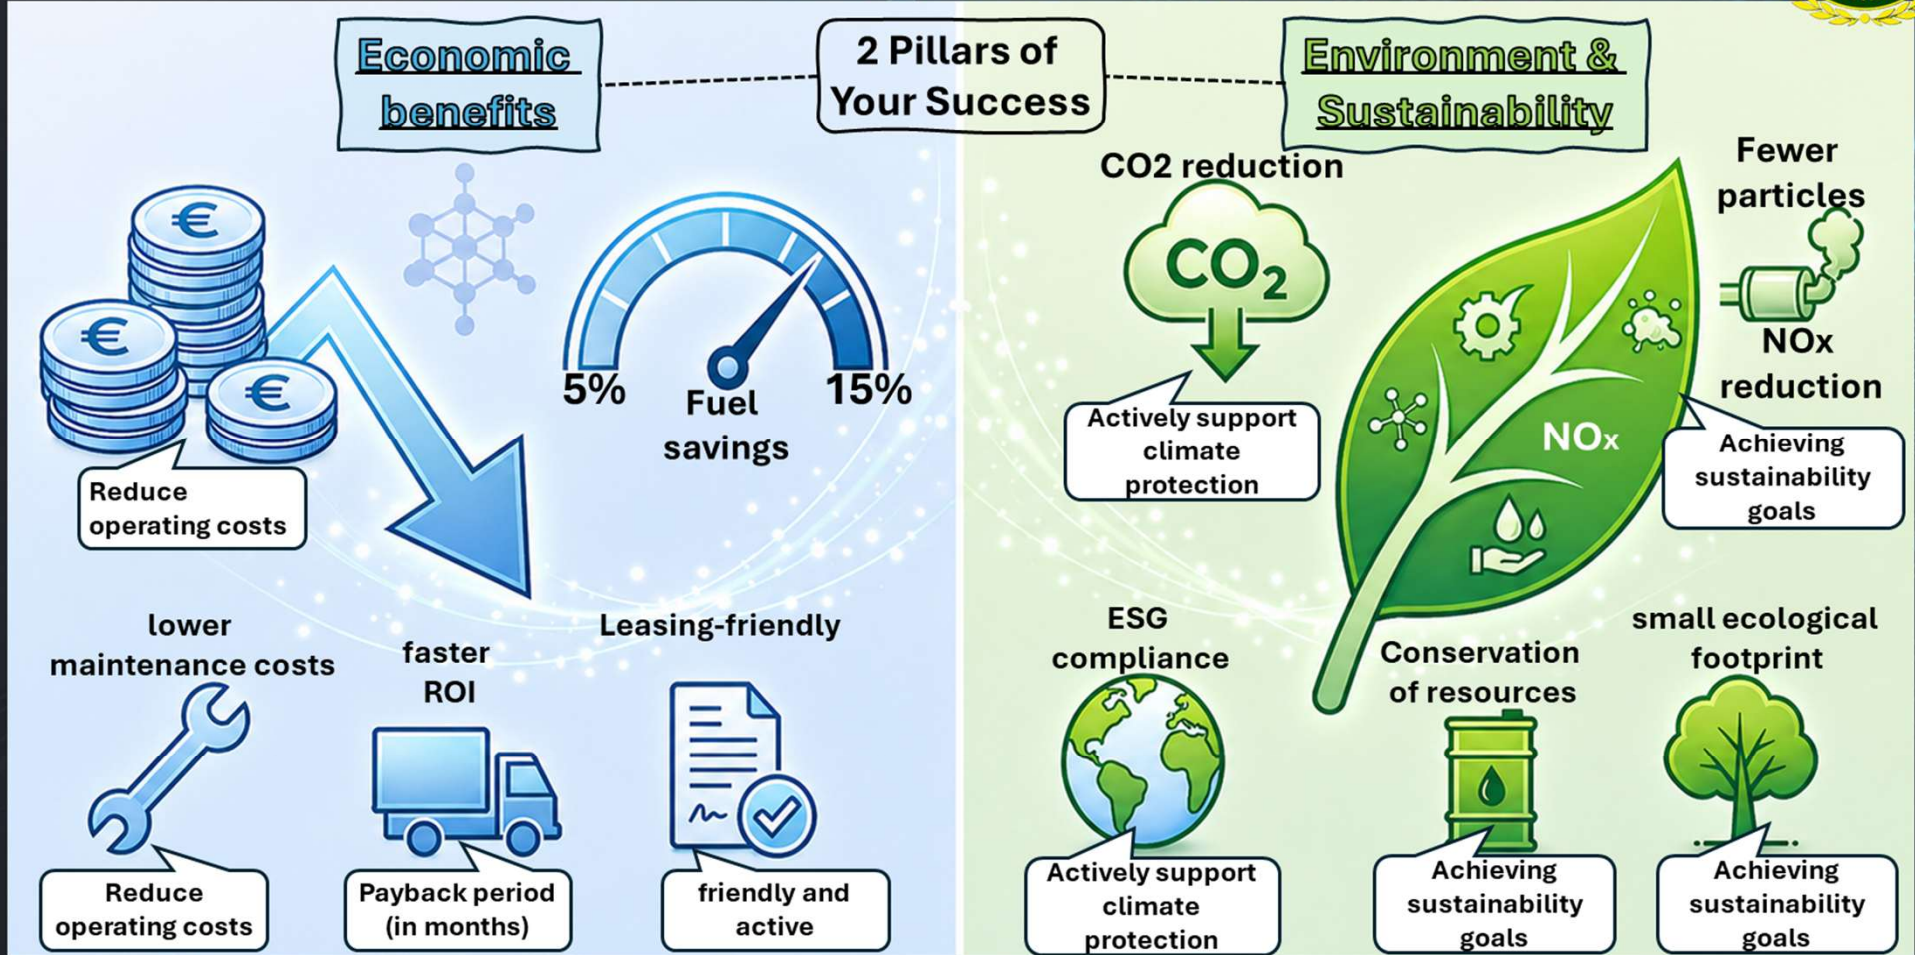 Economic
benefits
2 Pillars of
Your Success
Environment &
Sustainability
€
€
€
Reduce
operating costs
5%
15%
Fuel
savings
lower
maintenance costs
Reduce
operating costs
faster
ROI
Payback period
(in months)
Leasing-friendly
friendly and
active
CO2 reduction
CO₂
Actively support
climate
protection
Fewer
particles
NOx
reduction
NOx
Achieving
sustainability
goals
ESG
compliance
Actively support
climate
protection
Conservation
of resources
Achieving
sustainability
goals
small ecological
footprint
Achieving
sustainability
goals